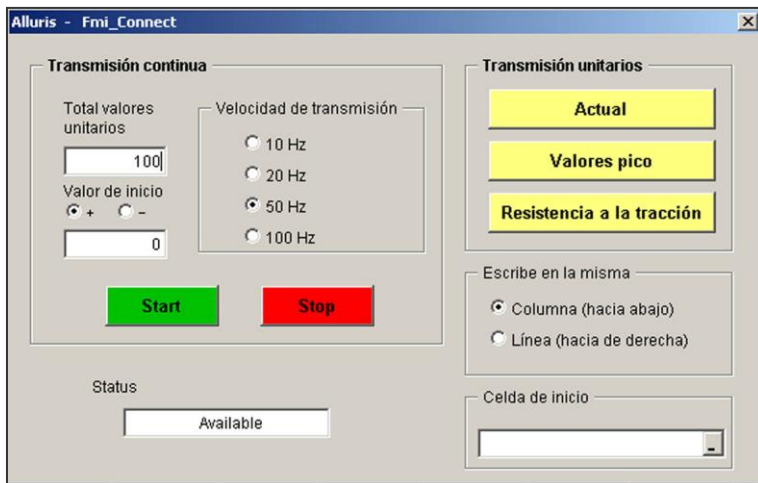 Alluris - Fmi_Connect
Transmisión continua
Total valores
unitarios
100
Valor de inicio
+ -
0
Velocidad de transmisión
10 Hz
20 Hz
50 Hz
100 Hz
Start
Stop
Status
Available
Transmisión unitarios
Actual
Valores pico
Resistencia a la tracción
Escribe en la misma
Columna (hacia abajo)
Línea (hacia de derecha)
Celda de inicio